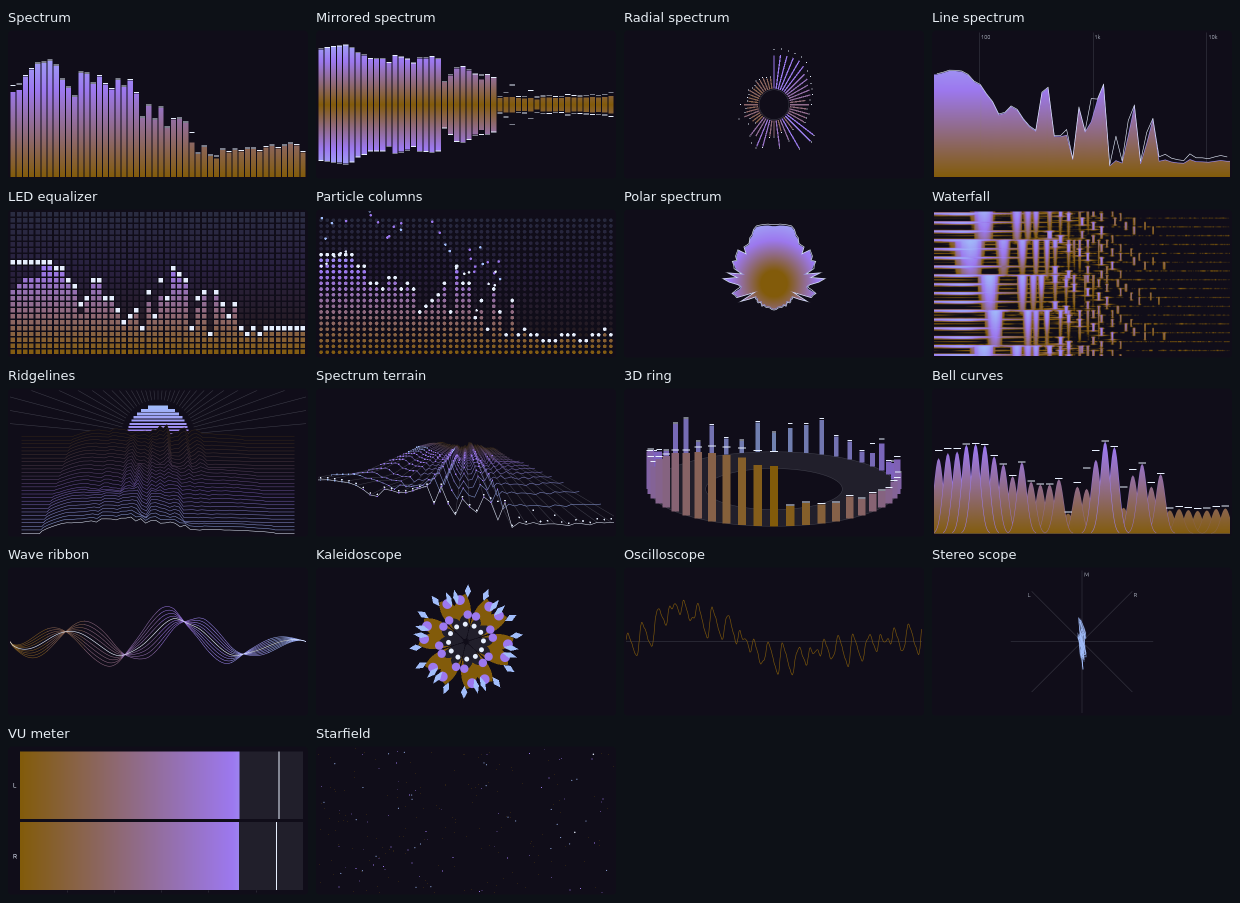 Spectrum
Mirrored spectrum
Radial spectrum
Line spectrum
100
1k
10k
LED equalizer
Particle columns
Polar spectrum
Waterfall
Ridgelines
Spectrum terrain
3D ring
Bell curves
Wave ribbon
Kaleidoscope
Oscilloscope
Stereo scope
M
L
R
VU meter
Starfield
L
R